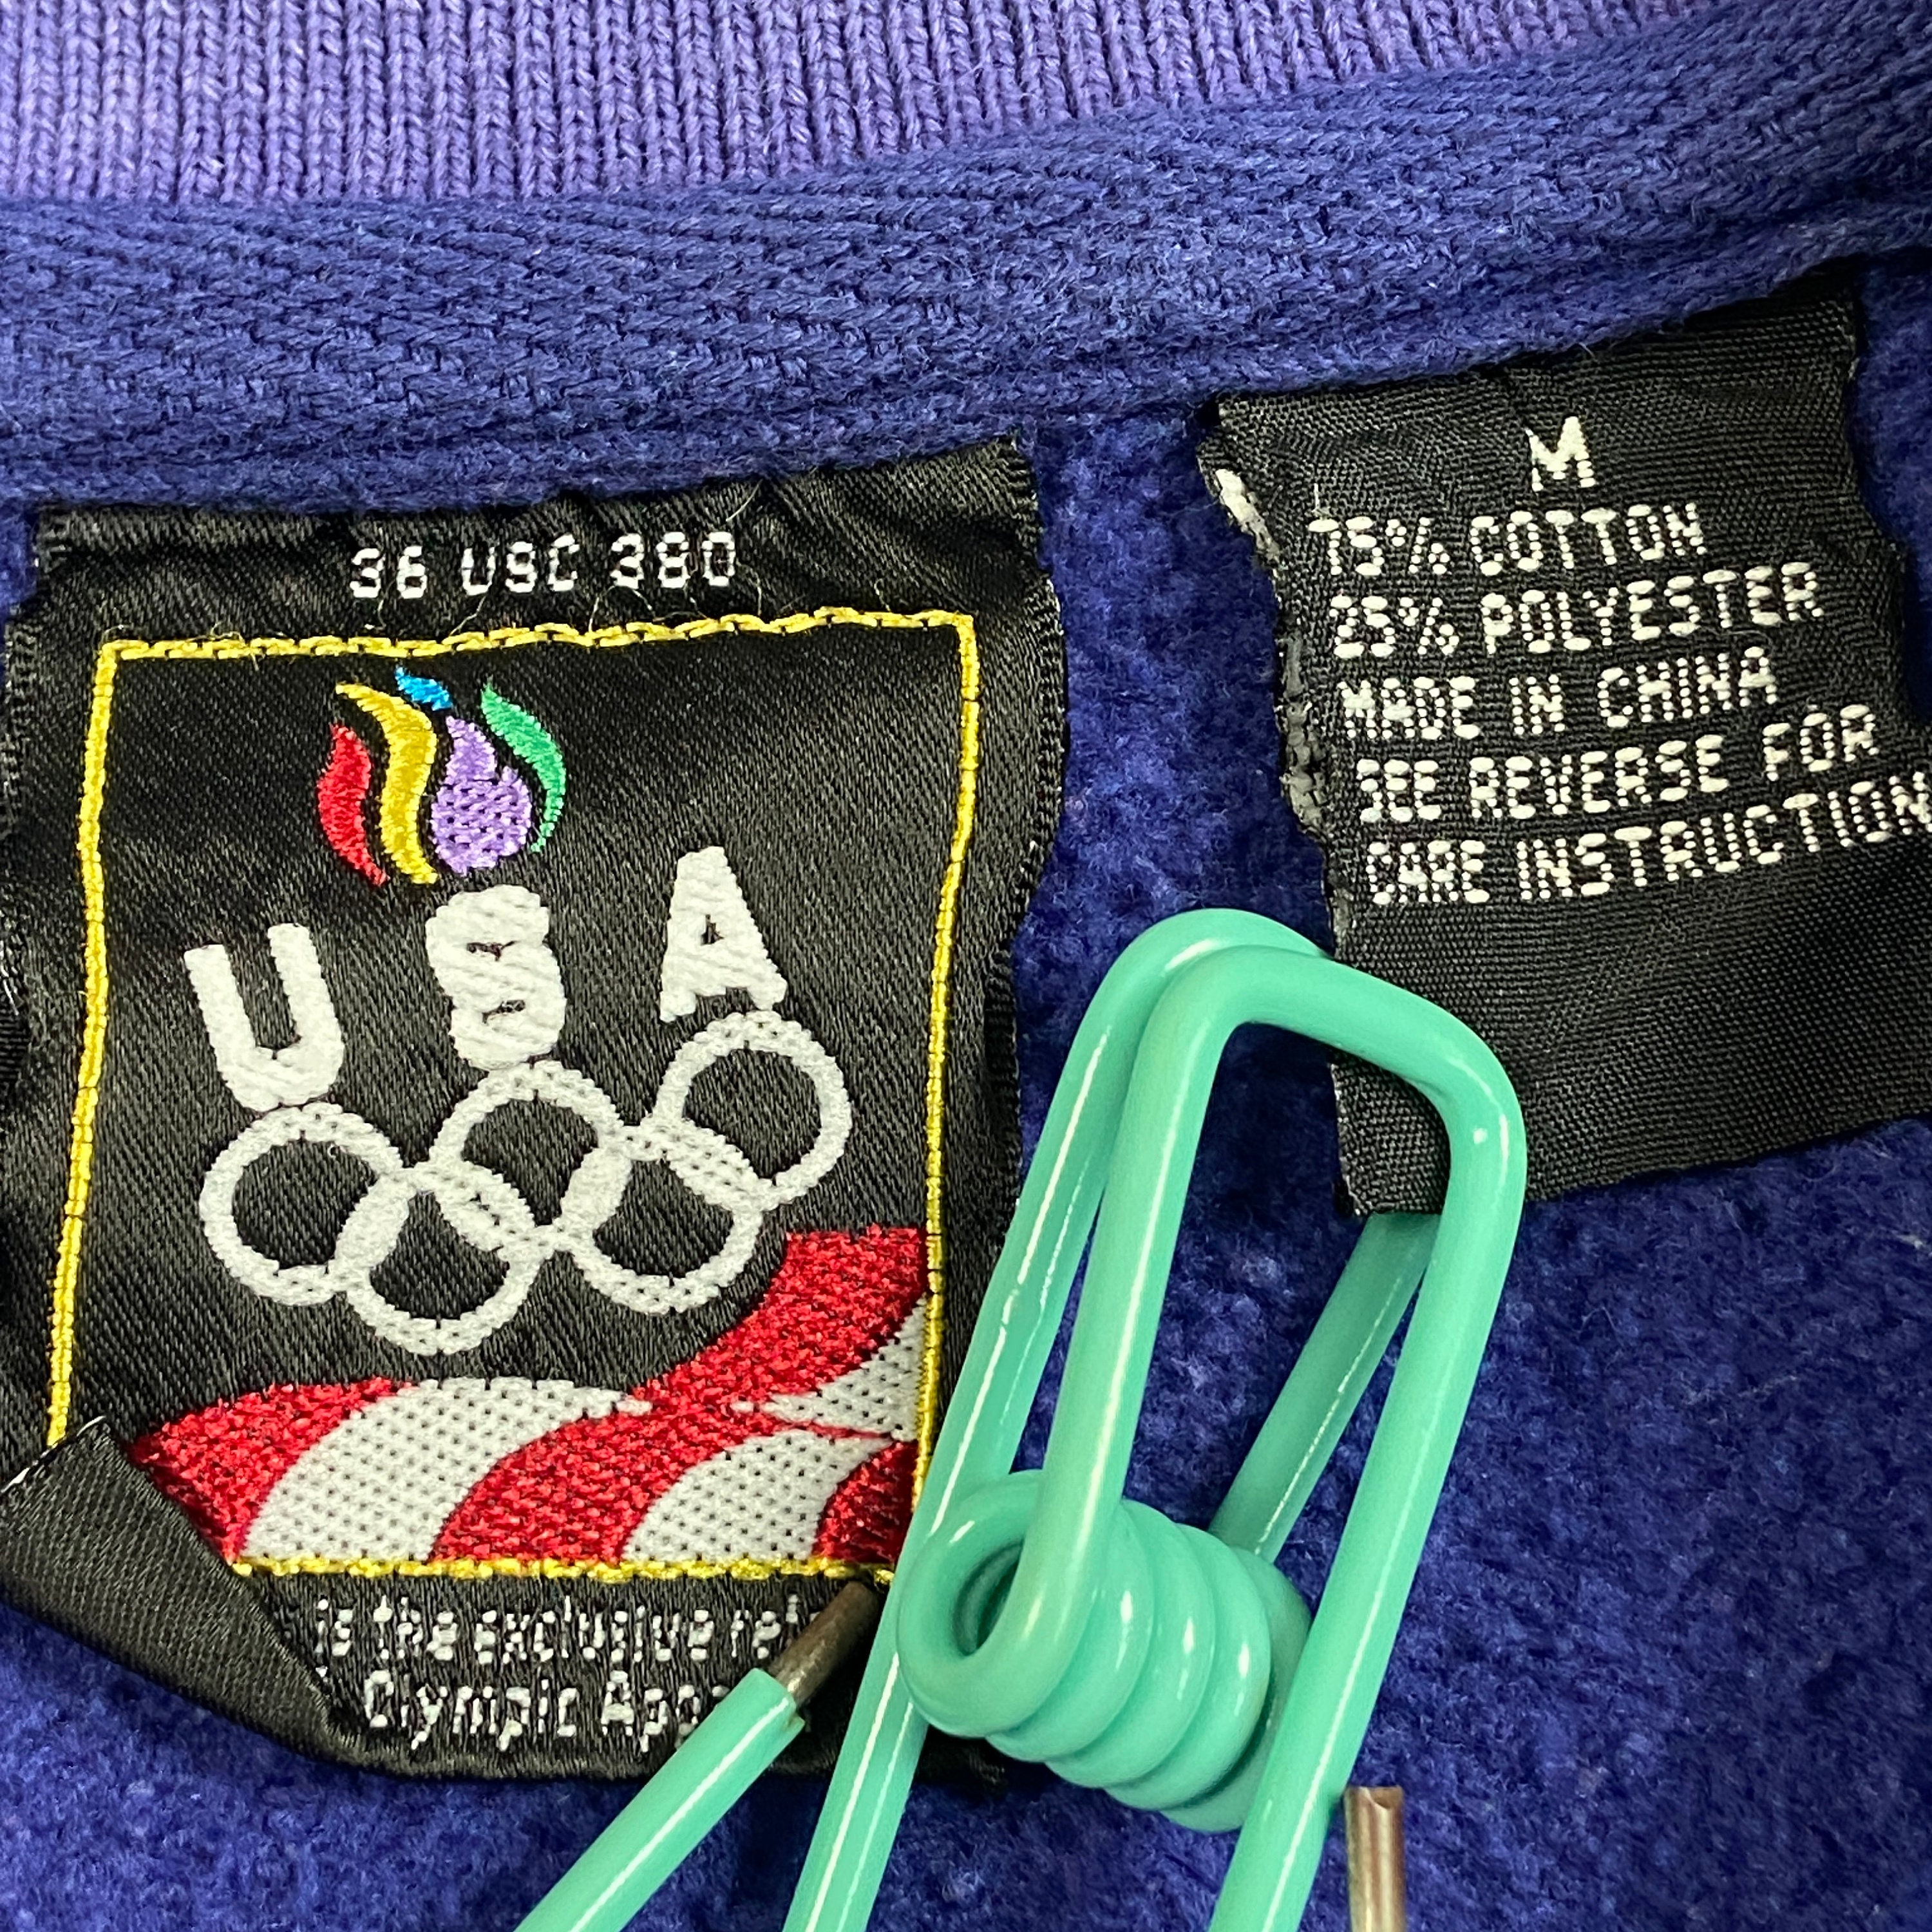 36 USC 380
USA
is the exclusive
Olympic
M
75% COTTON
25% POLYESTER
MADE IN CHINA
SEE REVERSE FOR
CARE INSTRUCTION